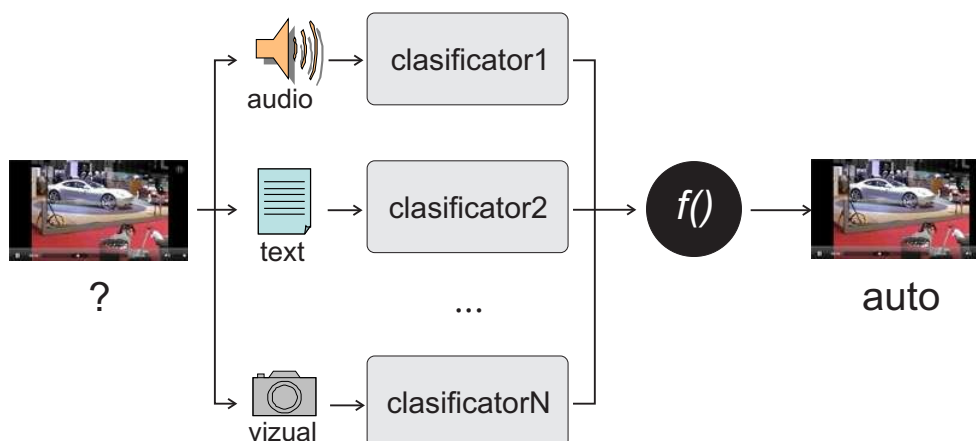 clasificator1
audio
clasificator2
f()
text
?
auto
...
clasificatorN
vizual